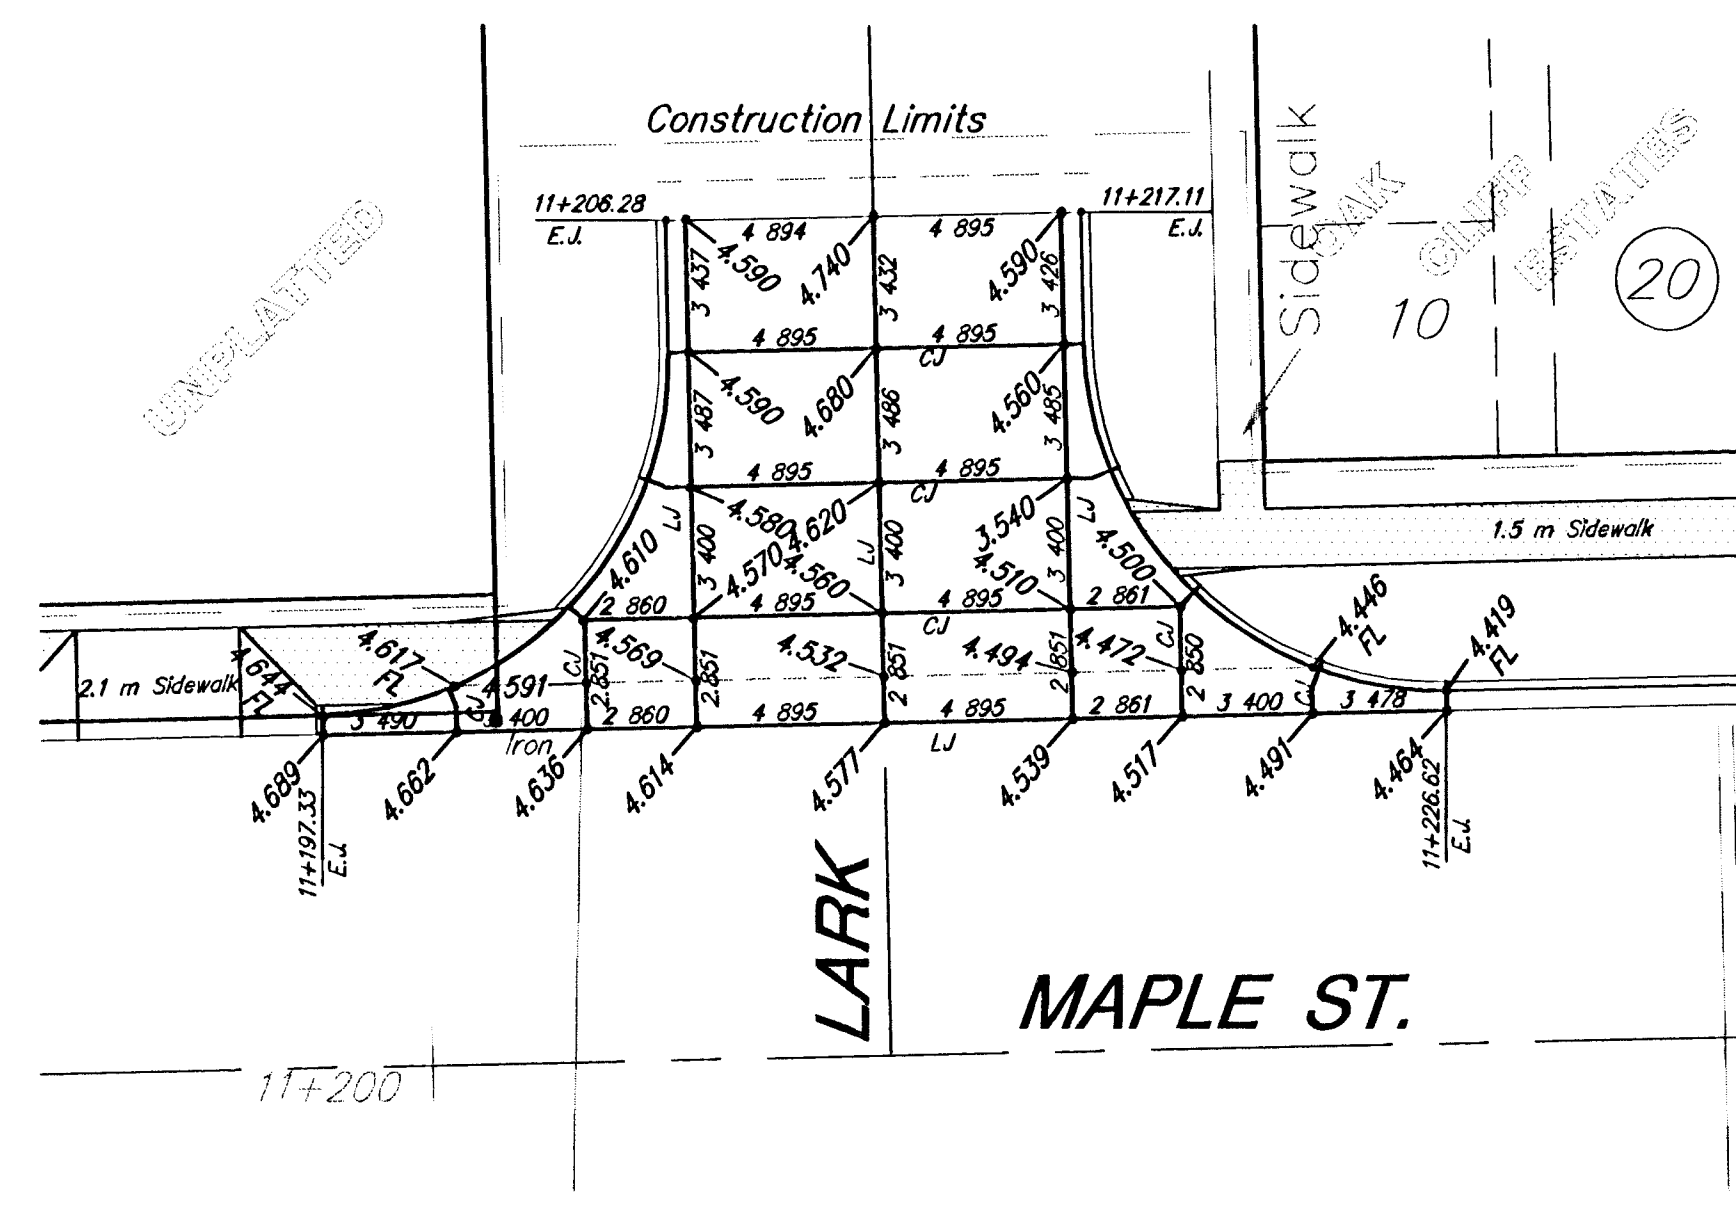 Construction Limits
Sidewalk
OAK
CLIFF
ESTATES
20
10
UNPLATTED
11+206.28
E.J.
11+217.11
E.J.
4 894
4 895
4.590
4.740
4.590
3 437
3 432
3 426
4 895
4 895
CJ
4.590
4.680
4.560
3 487
3 486
3 485
4 895
4 895
CJ
4.580
4.620
3.540
LJ
LJ
LJ
3 400
3 400
3 400
4.610
4.570
4.560
4.510
4.500
1.5 m Sidewalk
2 860
4 895
4 895
2 861
CJ
4.446
FL
4.419
FL
4.644
FL
4.617
FL
4 591
4.569
4.532
4.494
4.472
CJ
CJ
CJ
CJ
2 851
2 851
2 851
2 851
2 850
2.1 m Sidewalk
3 490
3 400
2 860
4 895
4 895
2 861
3 400
3 478
Iron
LJ
4.689
4.662
4.636
4.614
4.577
4.539
4.517
4.491
4.464
11+197.33
E.J.
11+226.62
E.J.
LARK
MAPLE ST.
11+200